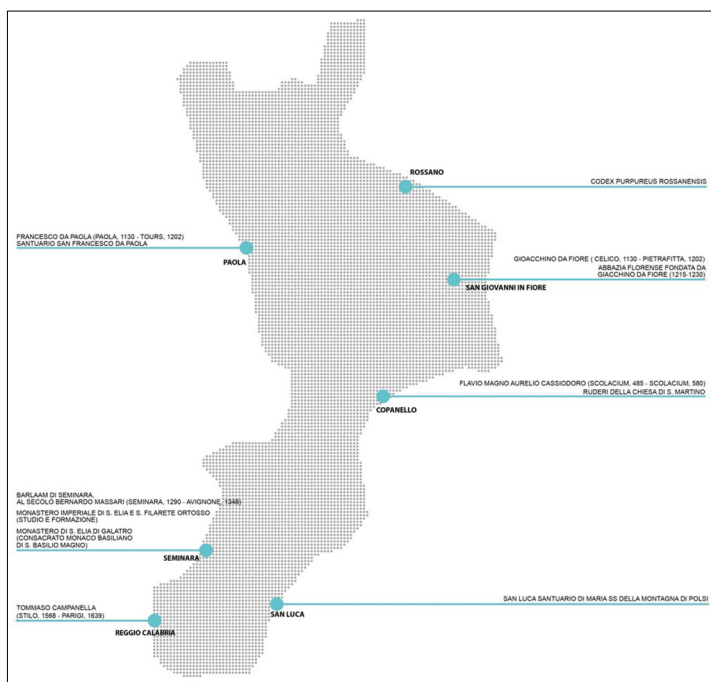 ROSSANO
CODEX PURPUREUS ROSSANENSIS
FRANCESCO DA PAOLA (PAOLA, 1130 - TOURS, 1202)
SANTUARIO SAN FRANCESCO DA PAOLA
PAOLA
GIOACCHINO DA FIORE ( CELICO, 1130 - PIETRAFITTA, 1202)
ABBAZIA FLORENSE FONDATA DA
GIACCHINO DA FIORE (1215-1230)
SAN GIOVANNI IN FIORE
FLAVIO MAGNO AURELIO CASSIODORO (SCOLACIUM, 485 - SCOLACIUM, 580)
RUDERI DELLA CHIESA DI S. MARTINO
COPANELLO
BARLAAM DI SEMINARA,
AL SECOLO BERNARDO MASSARI (SEMINARA, 1290 - AVIGNONE, 1348)
MONASTERO IMPERIALE DI S. ELIA E S. FILARETE ORTOSSO
(STUDIO E FORMAZIONE)
MONASTERO DI S. ELIA DI GALATRO
(CONSACRATO MONACO BASILIANO
DI S. BASILIO MAGNO)
SEMINARA
SAN LUCA SANTUARIO DI MARIA SS DELLA MONTAGNA DI POLSI
SAN LUCA
TOMMASO CAMPANELLA
(STILO, 1568 - PARIGI, 1639)
REGGIO CALABRIA